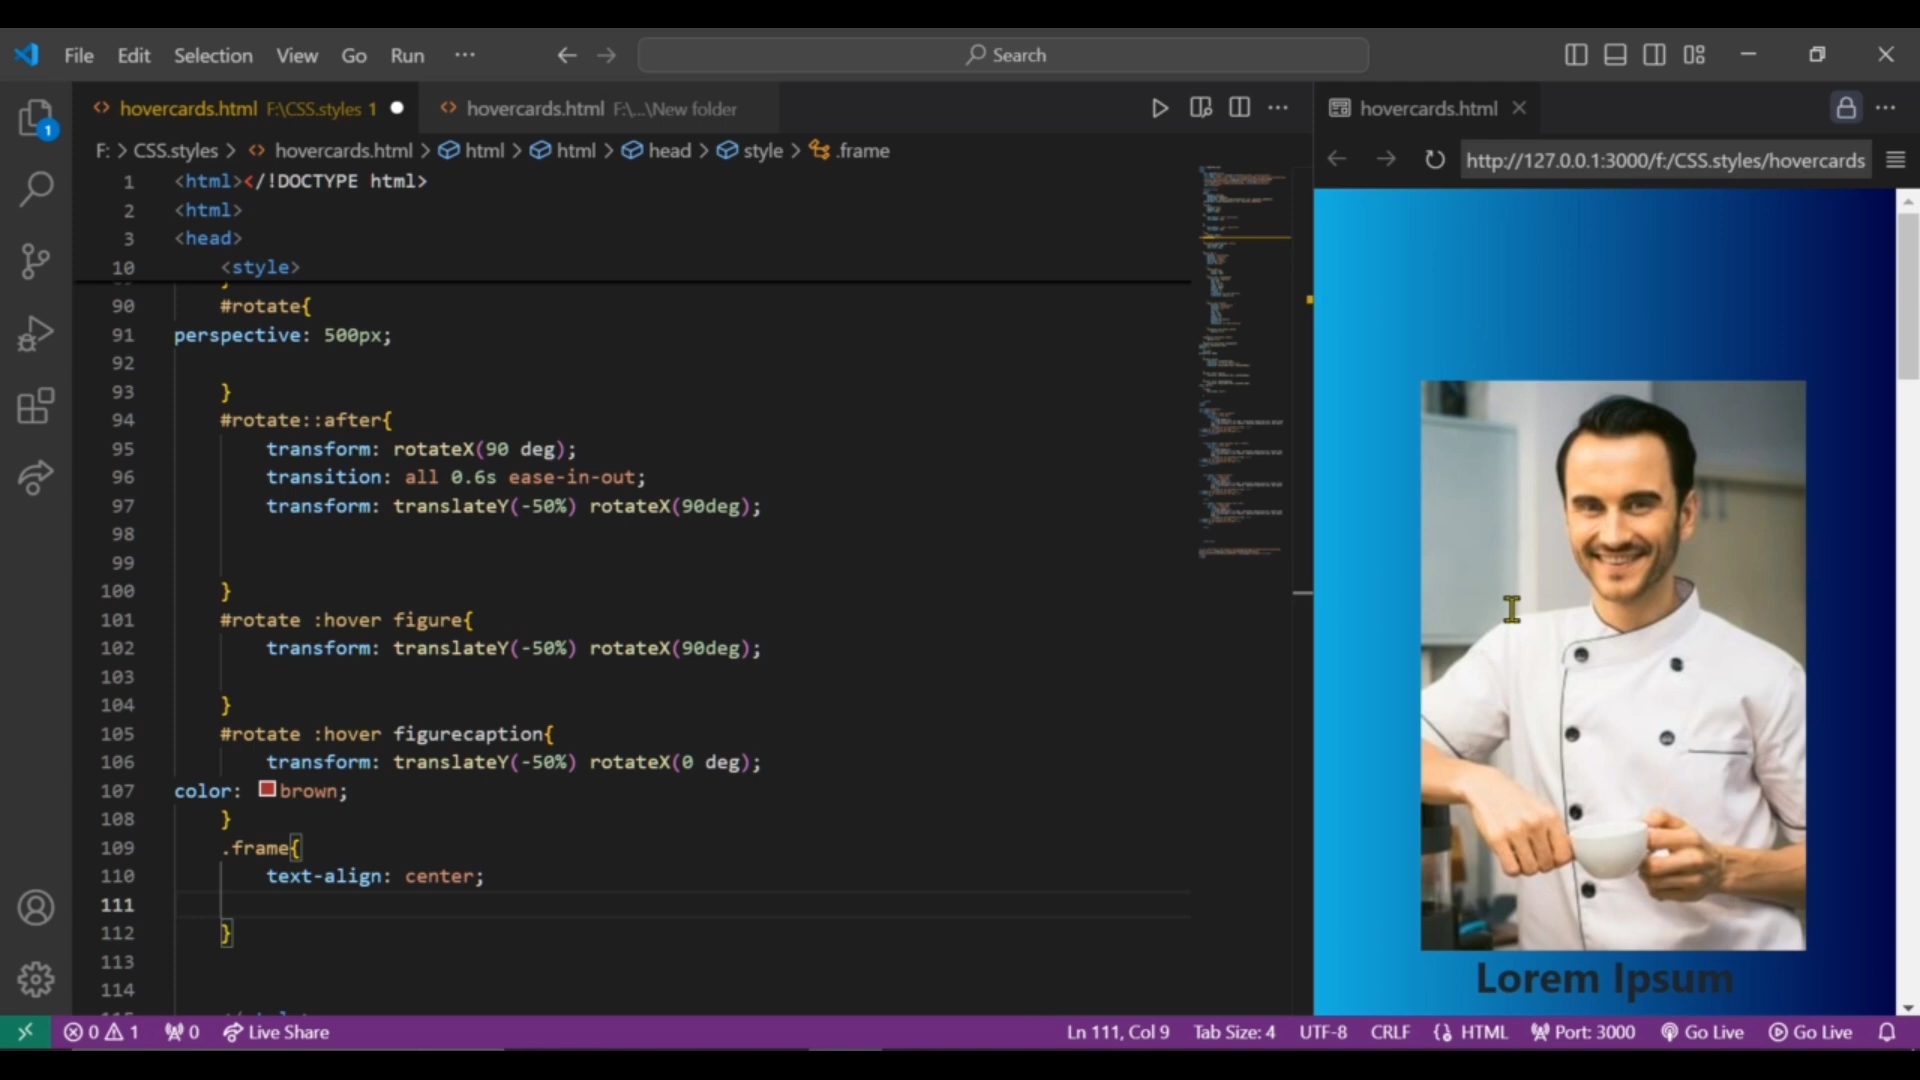 File Edit Selection View Go Run ··· Search
hovercards.html F:\CSS.styles 1 hovercards.html F:\...\New folder hovercards.html
F: > CSS.styles > hovercards.html > html > html > head > style > .frame
http://127.0.0.1:3000/f:/CSS.styles/hovercards
1 <html></!DOCTYPE html>
2 <html>
3 <head>
10 <style>
90 #rotate{
91 perspective: 500px;
92
93 }
94 #rotate::after{
95 transform: rotateX(90 deg);
96 transition: all 0.6s ease-in-out;
97 transform: translateY(-50%) rotateX(90deg);
98
99
100 }
101 #rotate :hover figure{
102 transform: translateY(-50%) rotateX(90deg);
103
104 }
105 #rotate :hover figurecaption{
106 transform: translateY(-50%) rotateX(0 deg);
107 color: brown;
108 }
109 .frame{
110 text-align: center;
111
112 }
113
114
Lorem Ipsum
1
0 1 0 Live Share Ln 111, Col 9 Tab Size: 4 UTF-8 CRLF HTML Port: 3000 Go Live Go Live